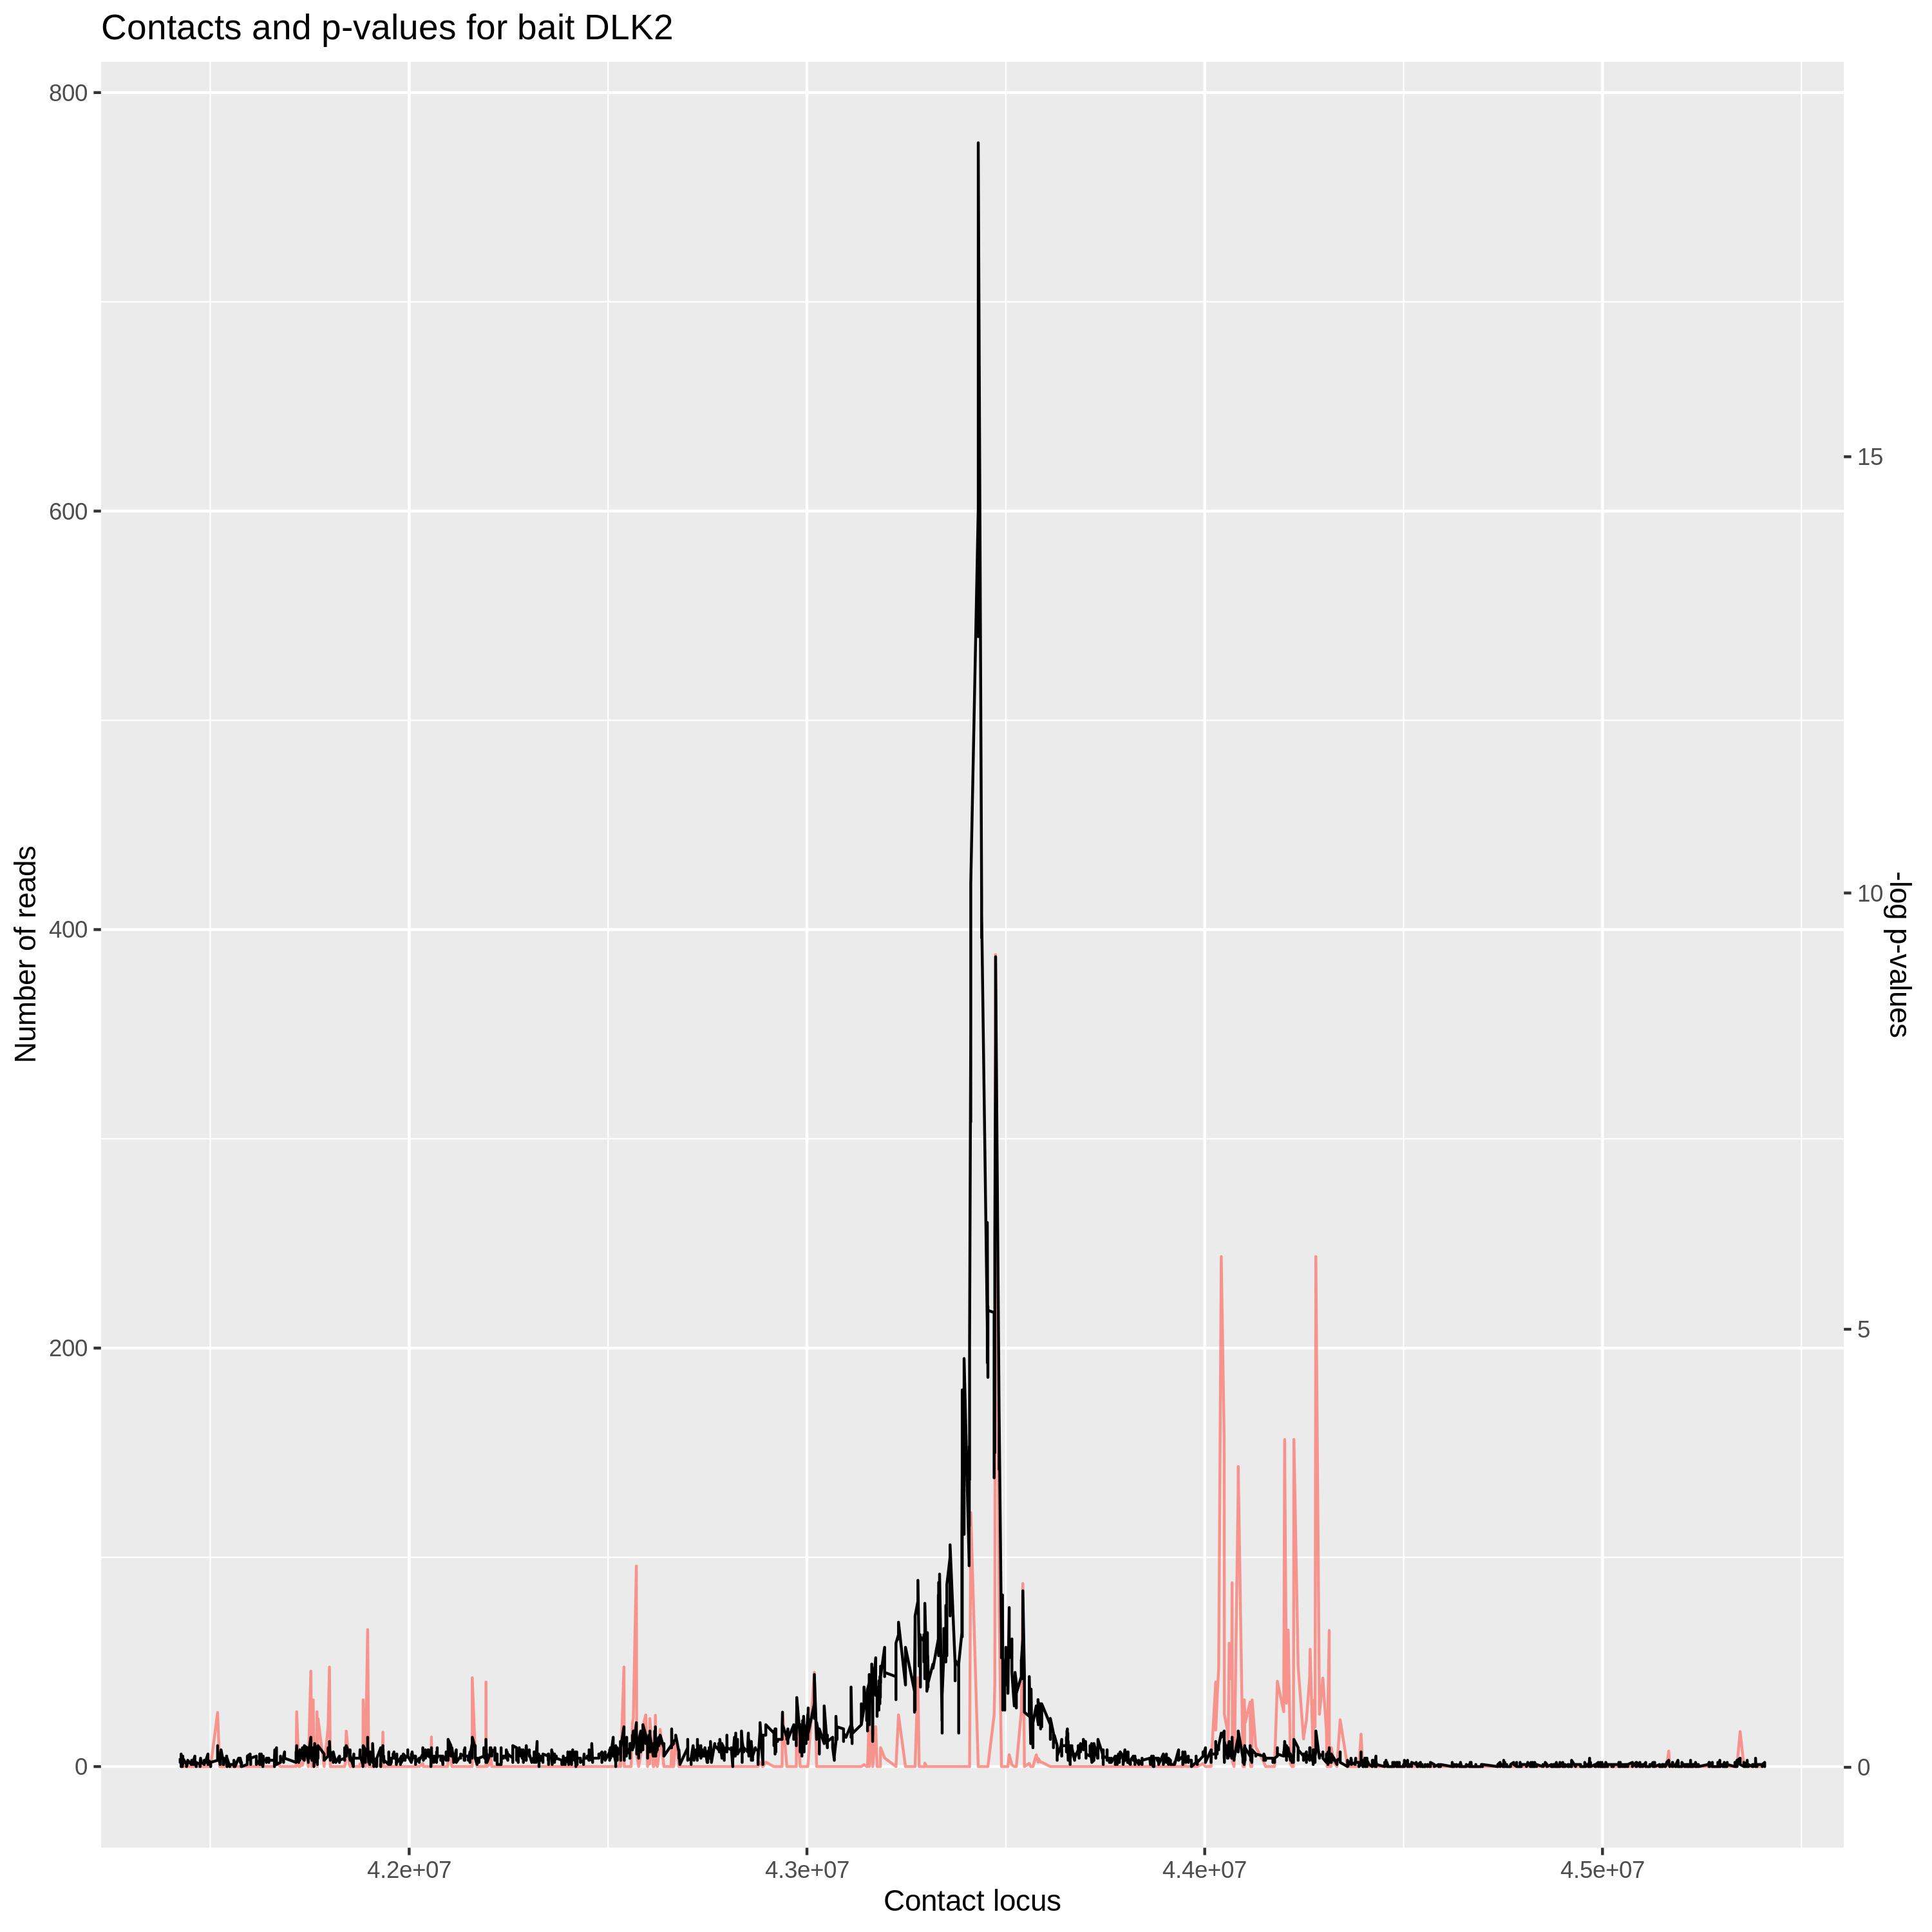 Contacts and p-values for bait DLK2
800
600
400
200
0
Number of reads
15
10
5
0
-log p-values
4.2e+07
4.3e+07
4.4e+07
4.5e+07
Contact locus